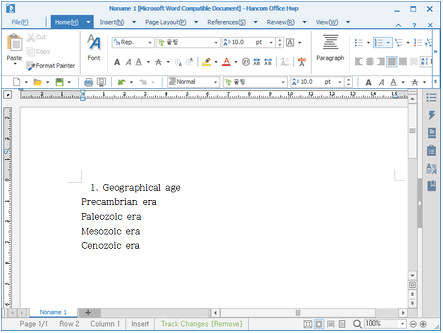 Noname 1 [Microsoft Word Compatible Document] - Hancom Office Hwp
File(F) Home(H) Insert(N) Page Layout(P) References(S) Review(R) View(W)
Paste
Cut
Copy
Format Painter
Font
Rep.
굴림
10.0 pt
Paragraph
Normal
굴림
10.0 pt
1. Geographical age
Precambrian era
Paleozoic era
Mesozoic era
Cenozoic era
Noname 1
Page 1/1 Row 2 Column 1 Insert Track Changes [Remove] 100%